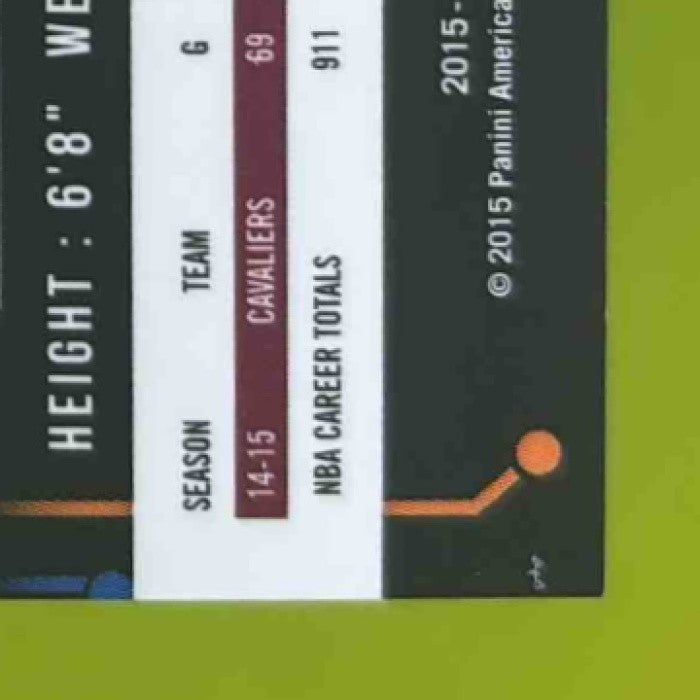 HEIGHT : 6'8" WE
SEASON TEAM G
14-15 CAVALIERS 69
NBA CAREER TOTALS 911
2015-
© 2015 Panini America